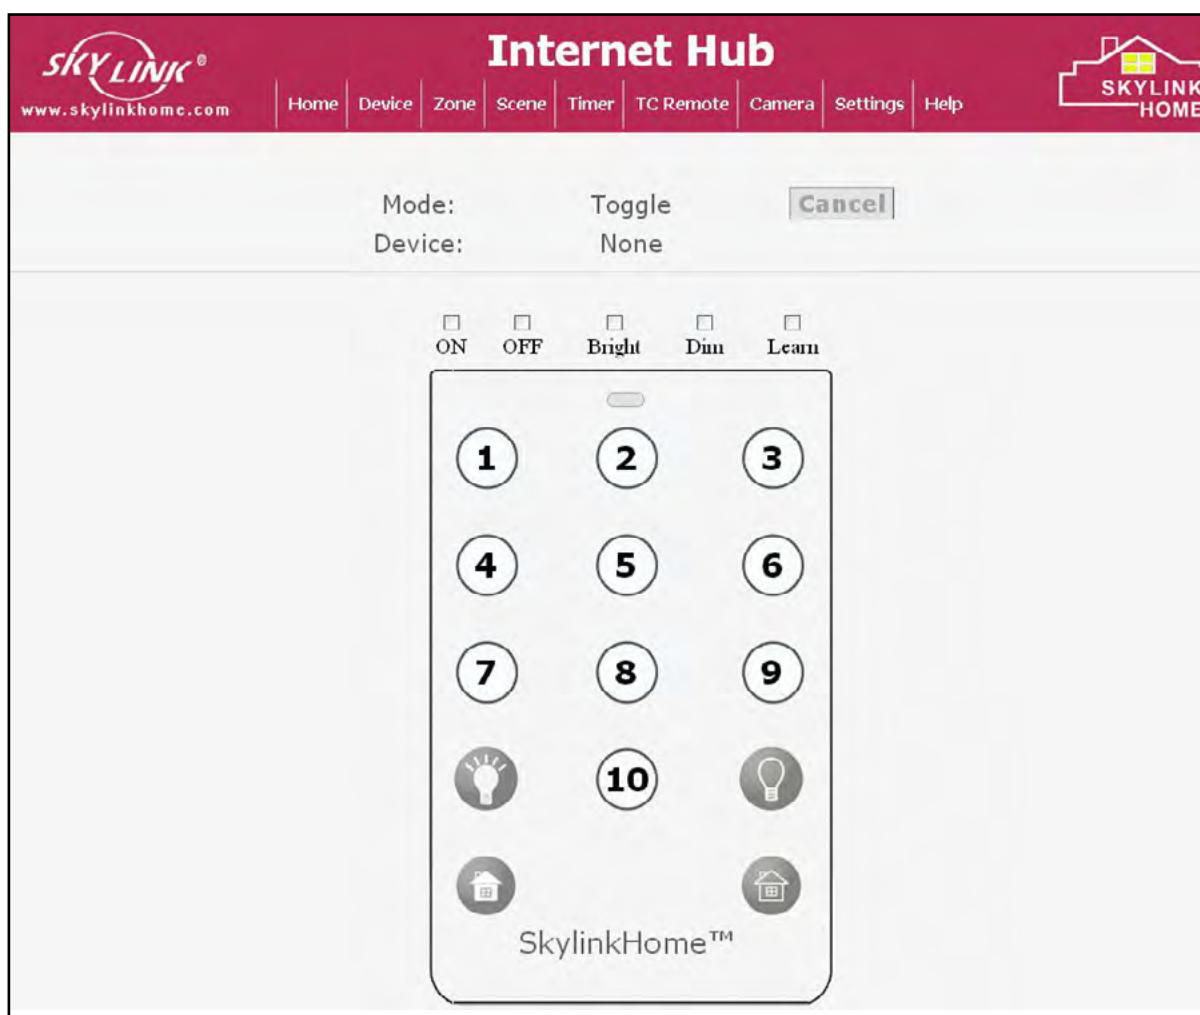 SKYLINK®
www.skylinkhome.com
Internet Hub
Home Device Zone Scene Timer TC Remote Camera Settings Help
SKYLINK
HOME
Mode: Toggle Cancel
Device: None
ON OFF Bright Dim Learn
1 2 3
4 5 6
7 8 9
10
SkylinkHome™